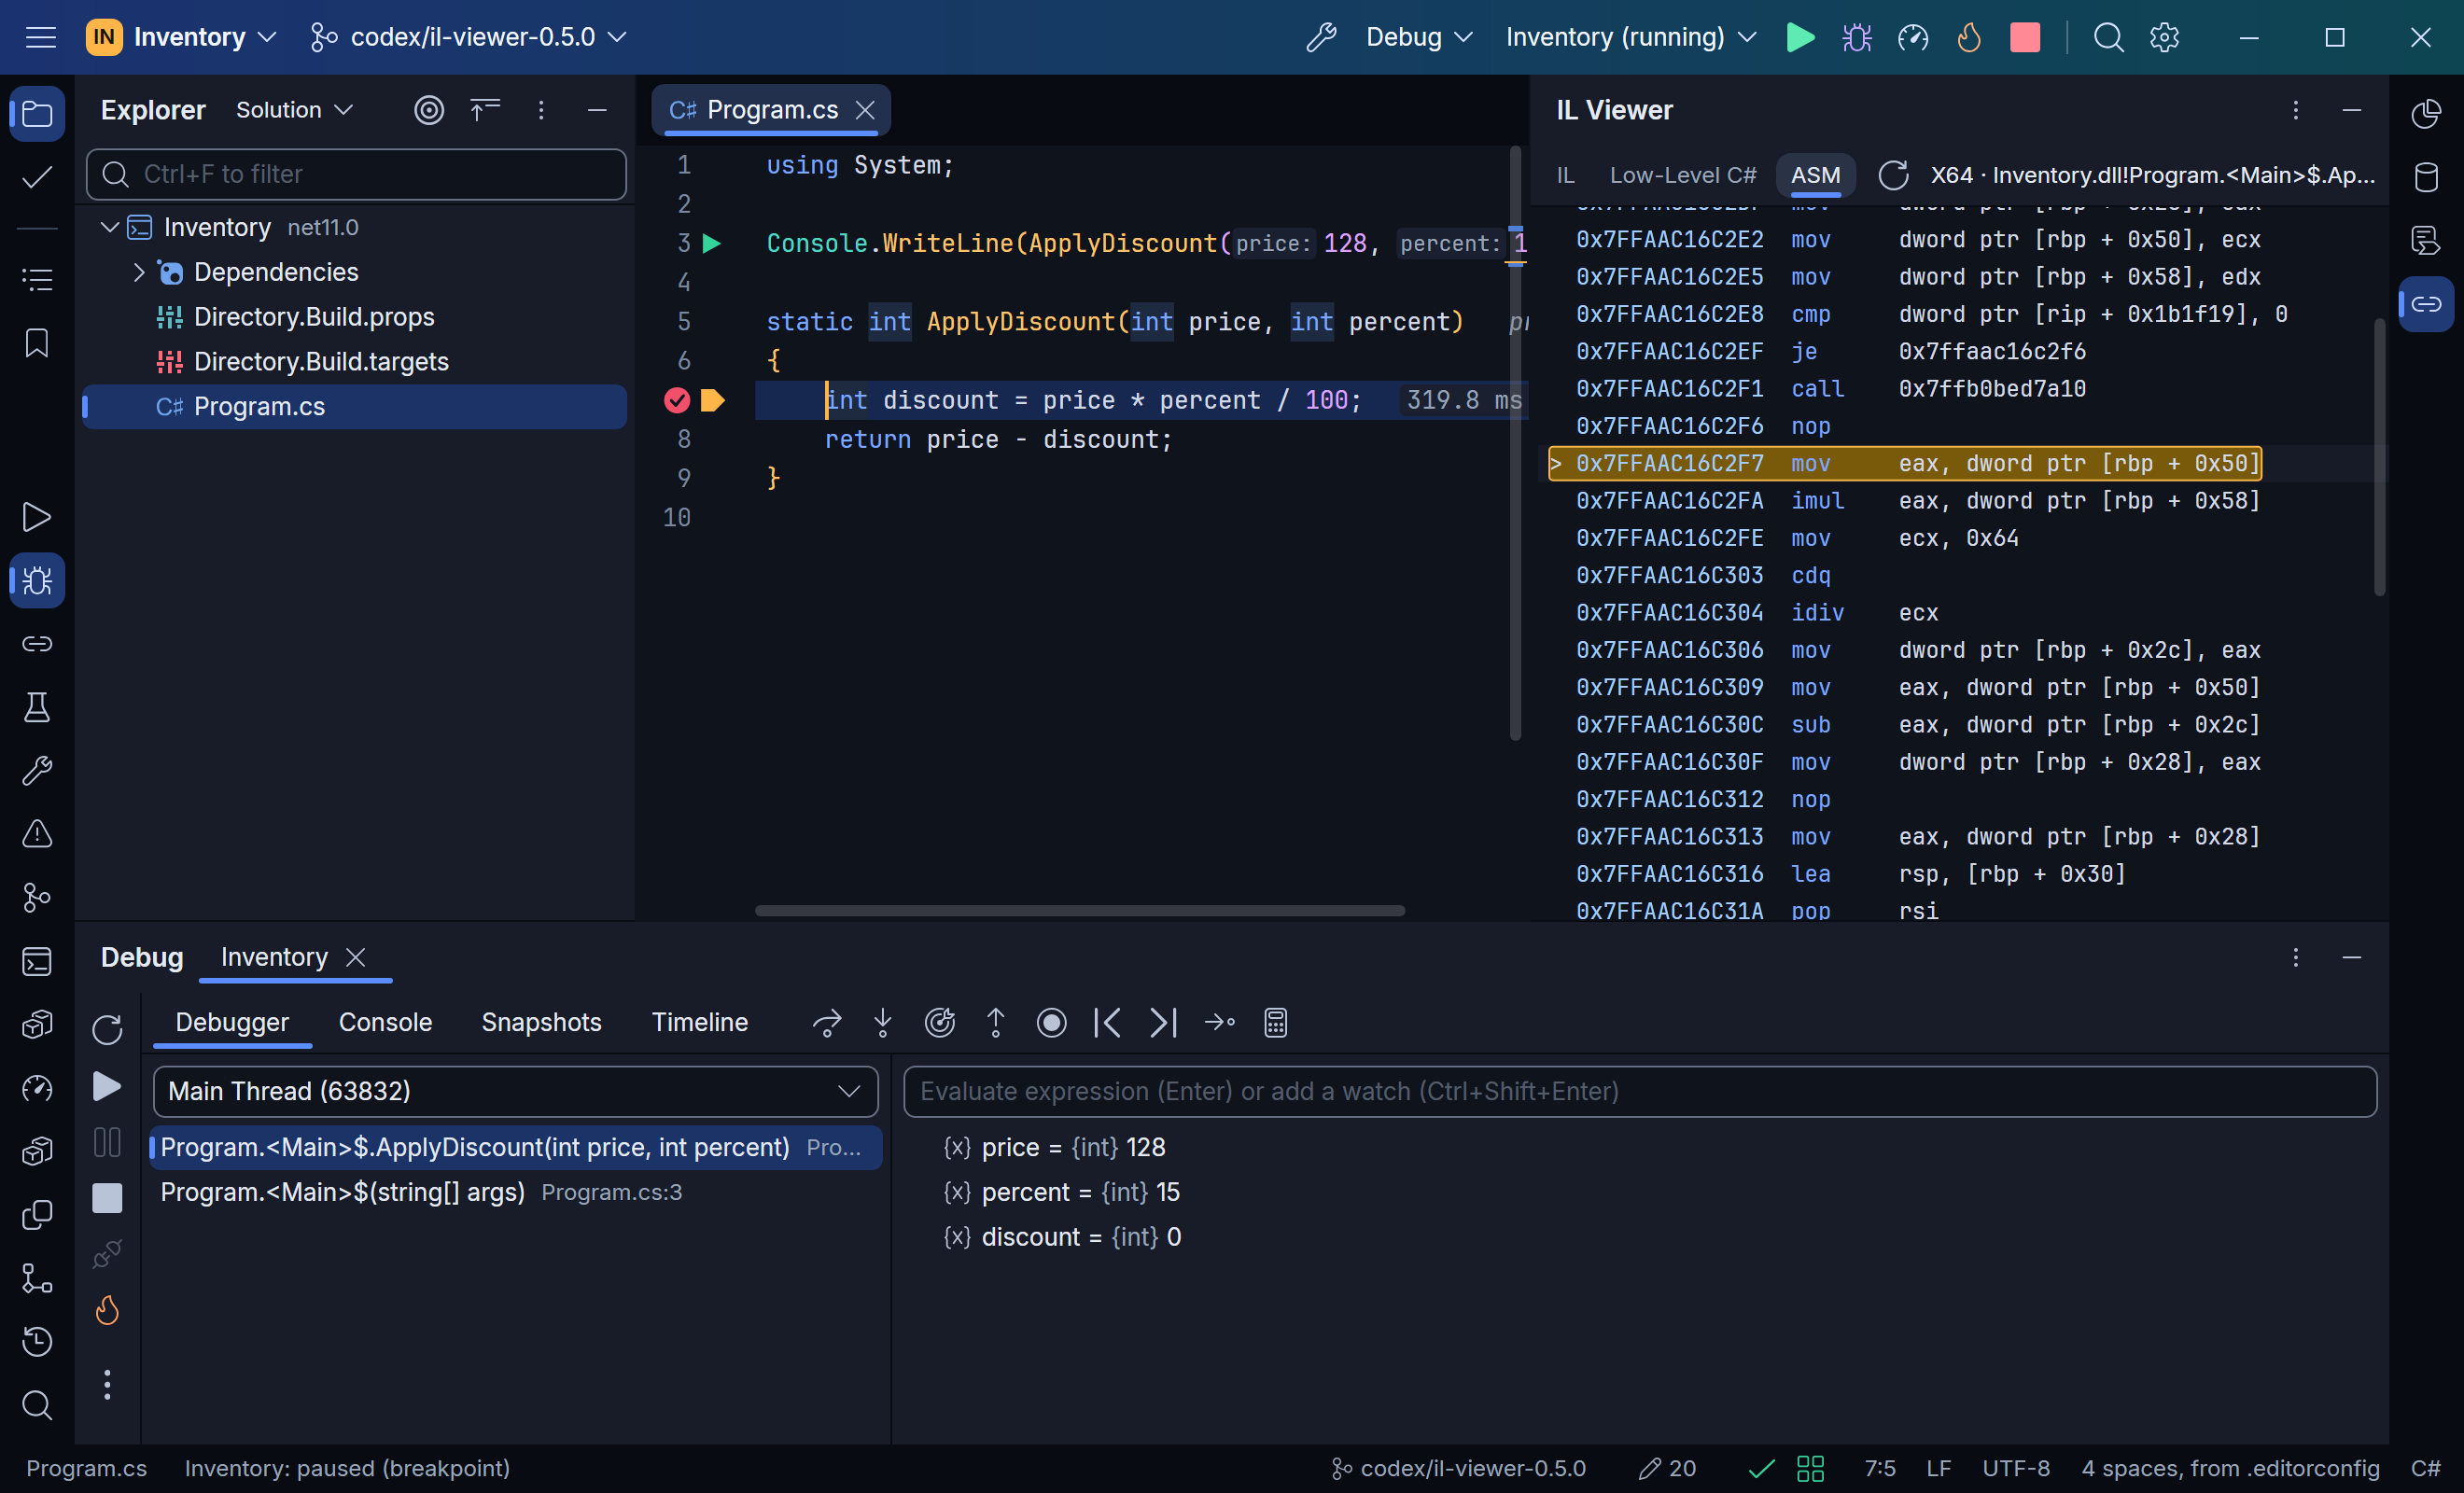 IN Inventory codex/il-viewer-0.5.0 Debug Inventory (running)
Explorer Solution
Ctrl+F to filter
Inventory net11.0
Dependencies
Directory.Build.props
Directory.Build.targets
C# Program.cs
C# Program.cs
1 using System;
2
3 Console.WriteLine(ApplyDiscount(price: 128, percent: 1
4
5 static int ApplyDiscount(int price, int percent)
6 {
int discount = price * percent / 100; 319.8 ms
8 return price - discount;
9 }
10
IL Viewer
IL Low-Level C# ASM X64 · Inventory.dll!Program.<Main>$.Ap...
0x7FFAAC16C2E2 mov dword ptr [rbp + 0x50], ecx
0x7FFAAC16C2E5 mov dword ptr [rbp + 0x58], edx
0x7FFAAC16C2E8 cmp dword ptr [rip + 0x1b1f19], 0
0x7FFAAC16C2EF je 0x7ffaac16c2f6
0x7FFAAC16C2F1 call 0x7ffb0bed7a10
0x7FFAAC16C2F6 nop
> 0x7FFAAC16C2F7 mov eax, dword ptr [rbp + 0x50]
0x7FFAAC16C2FA imul eax, dword ptr [rbp + 0x58]
0x7FFAAC16C2FE mov ecx, 0x64
0x7FFAAC16C303 cdq
0x7FFAAC16C304 idiv ecx
0x7FFAAC16C306 mov dword ptr [rbp + 0x2c], eax
0x7FFAAC16C309 mov eax, dword ptr [rbp + 0x50]
0x7FFAAC16C30C sub eax, dword ptr [rbp + 0x2c]
0x7FFAAC16C30F mov dword ptr [rbp + 0x28], eax
0x7FFAAC16C312 nop
0x7FFAAC16C313 mov eax, dword ptr [rbp + 0x28]
0x7FFAAC16C316 lea rsp, [rbp + 0x30]
0x7FFAAC16C31A pop rsi
Debug Inventory
Debugger Console Snapshots Timeline
Main Thread (63832)
Program.<Main>$.ApplyDiscount(int price, int percent) Pro...
Program.<Main>$(string[] args) Program.cs:3
Evaluate expression (Enter) or add a watch (Ctrl+Shift+Enter)
{x} price = {int} 128
{x} percent = {int} 15
{x} discount = {int} 0
Program.cs Inventory: paused (breakpoint) codex/il-viewer-0.5.0 20 7:5 LF UTF-8 4 spaces, from .editorconfig C#